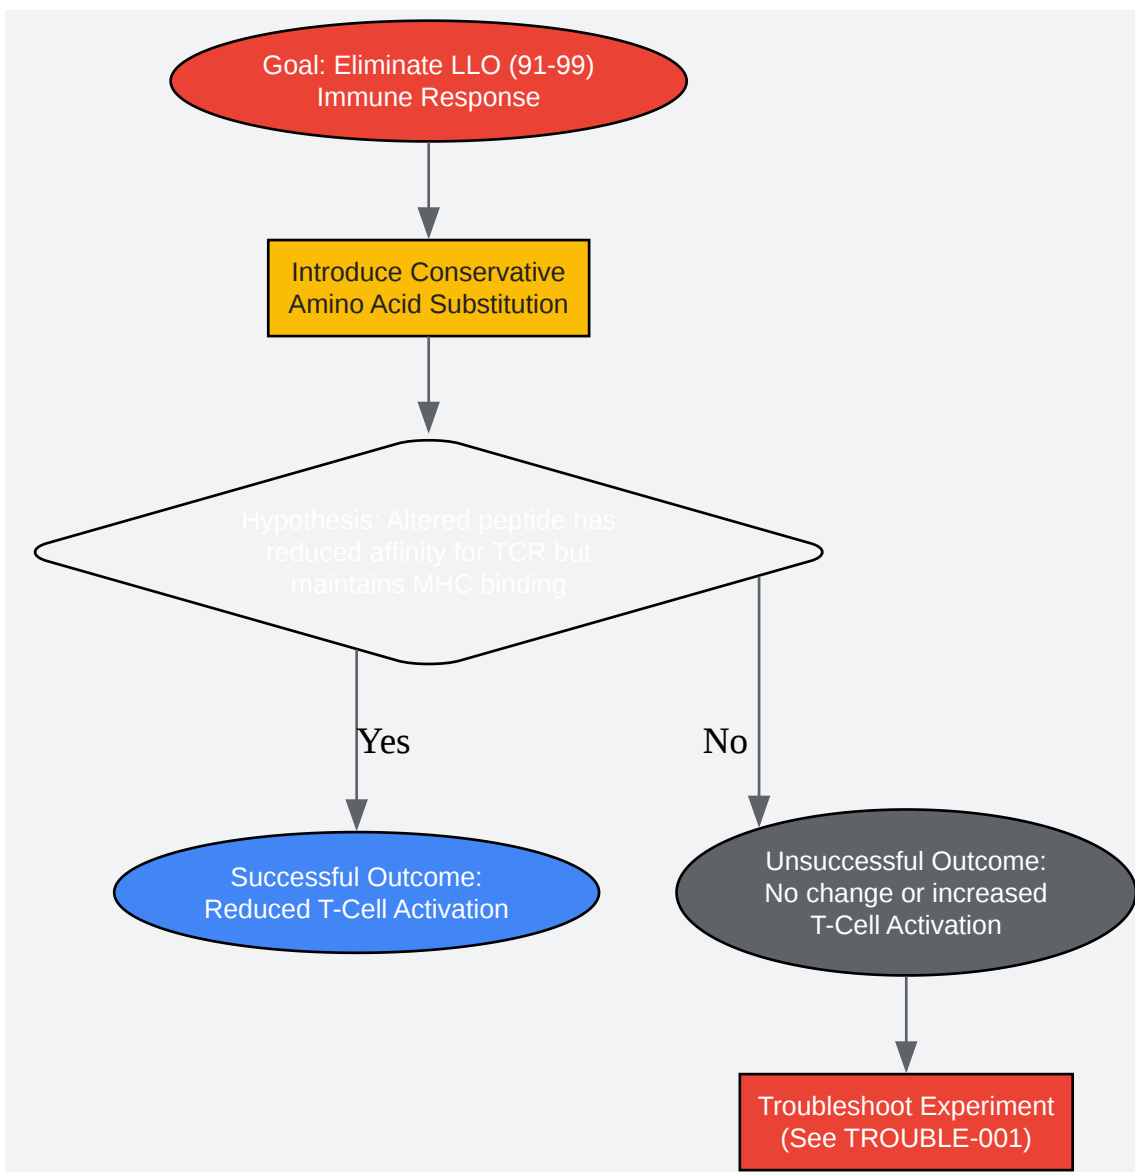 Goal: Eliminate LLO (91-99)
Immune Response
Introduce Conservative
Amino Acid Substitution
Hypothesis: Altered peptide has
reduced affinity for TCR but
maintains MHC binding
Yes
No
Successful Outcome:
Reduced T-Cell Activation
Unsuccessful Outcome:
No change or increased
T-Cell Activation
Troubleshoot Experiment
(See TROUBLE-001)